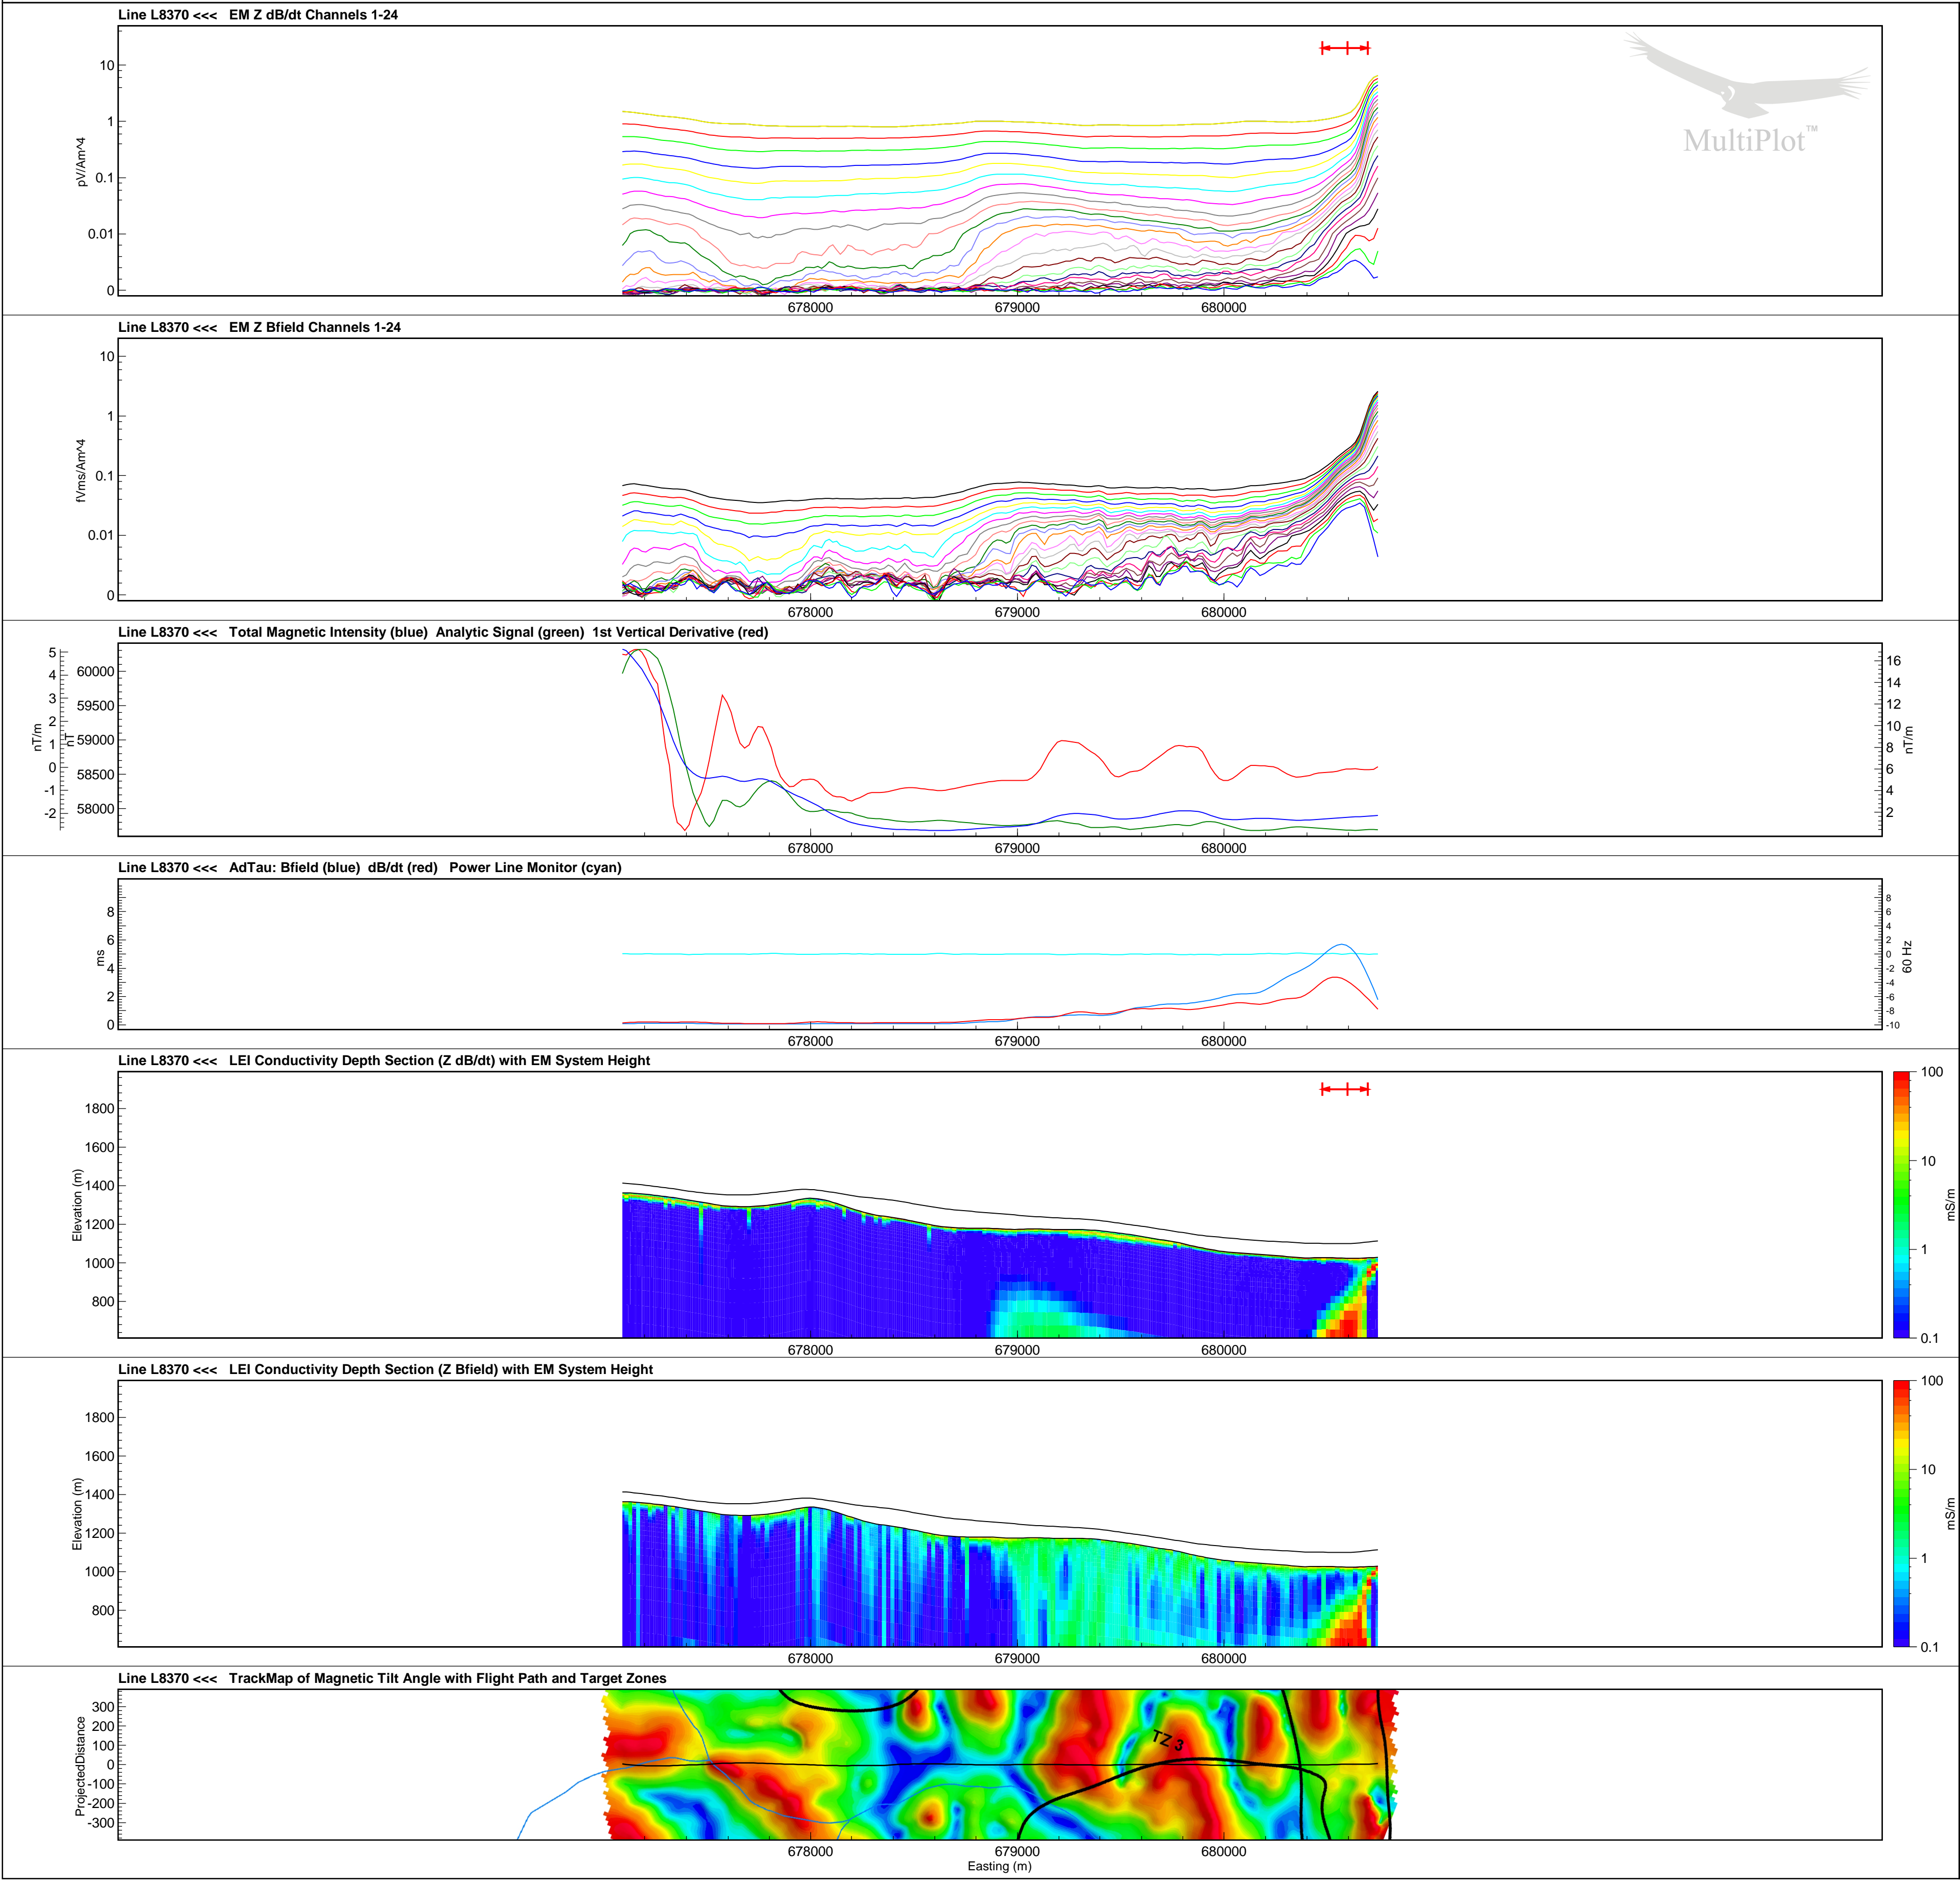 Line L8370 <<<   EM Z dB/dt Channels 1-24
10
1
0.1
0.01
0
pV/Am^4
MultiPlot™
678000 679000 680000
Line L8370 <<<   EM Z Bfield Channels 1-24
10
1
0.1
0.01
0
fVms/Am^4
678000 679000 680000
Line L8370 <<<   Total Magnetic Intensity (blue)  Analytic Signal (green)  1st Vertical Derivative (red)
5
4
3
2
1
0
-1
-2
nT/m
60000
59500
59000
58500
58000
nT
16
14
12
10
8
6
4
2
nT/m
678000 679000 680000
Line L8370 <<<   AdTau: Bfield (blue)  dB/dt (red)   Power Line Monitor (cyan)
8
6
4
2
0
ms
8
6
4
2
0
-2
-4
-6
-8
-10
60 Hz
678000 679000 680000
Line L8370 <<<   LEI Conductivity Depth Section (Z dB/dt) with EM System Height
1800
1600
1400
1200
1000
800
Elevation (m)
100
10
1
0.1
mS/m
678000 679000 680000
Line L8370 <<<   LEI Conductivity Depth Section (Z Bfield) with EM System Height
1800
1600
1400
1200
1000
800
Elevation (m)
100
10
1
0.1
mS/m
678000 679000 680000
Line L8370 <<<   TrackMap of Magnetic Tilt Angle with Flight Path and Target Zones
300
200
100
0
-100
-200
-300
ProjectedDistance
TZ 3
678000 679000 680000
Easting (m)